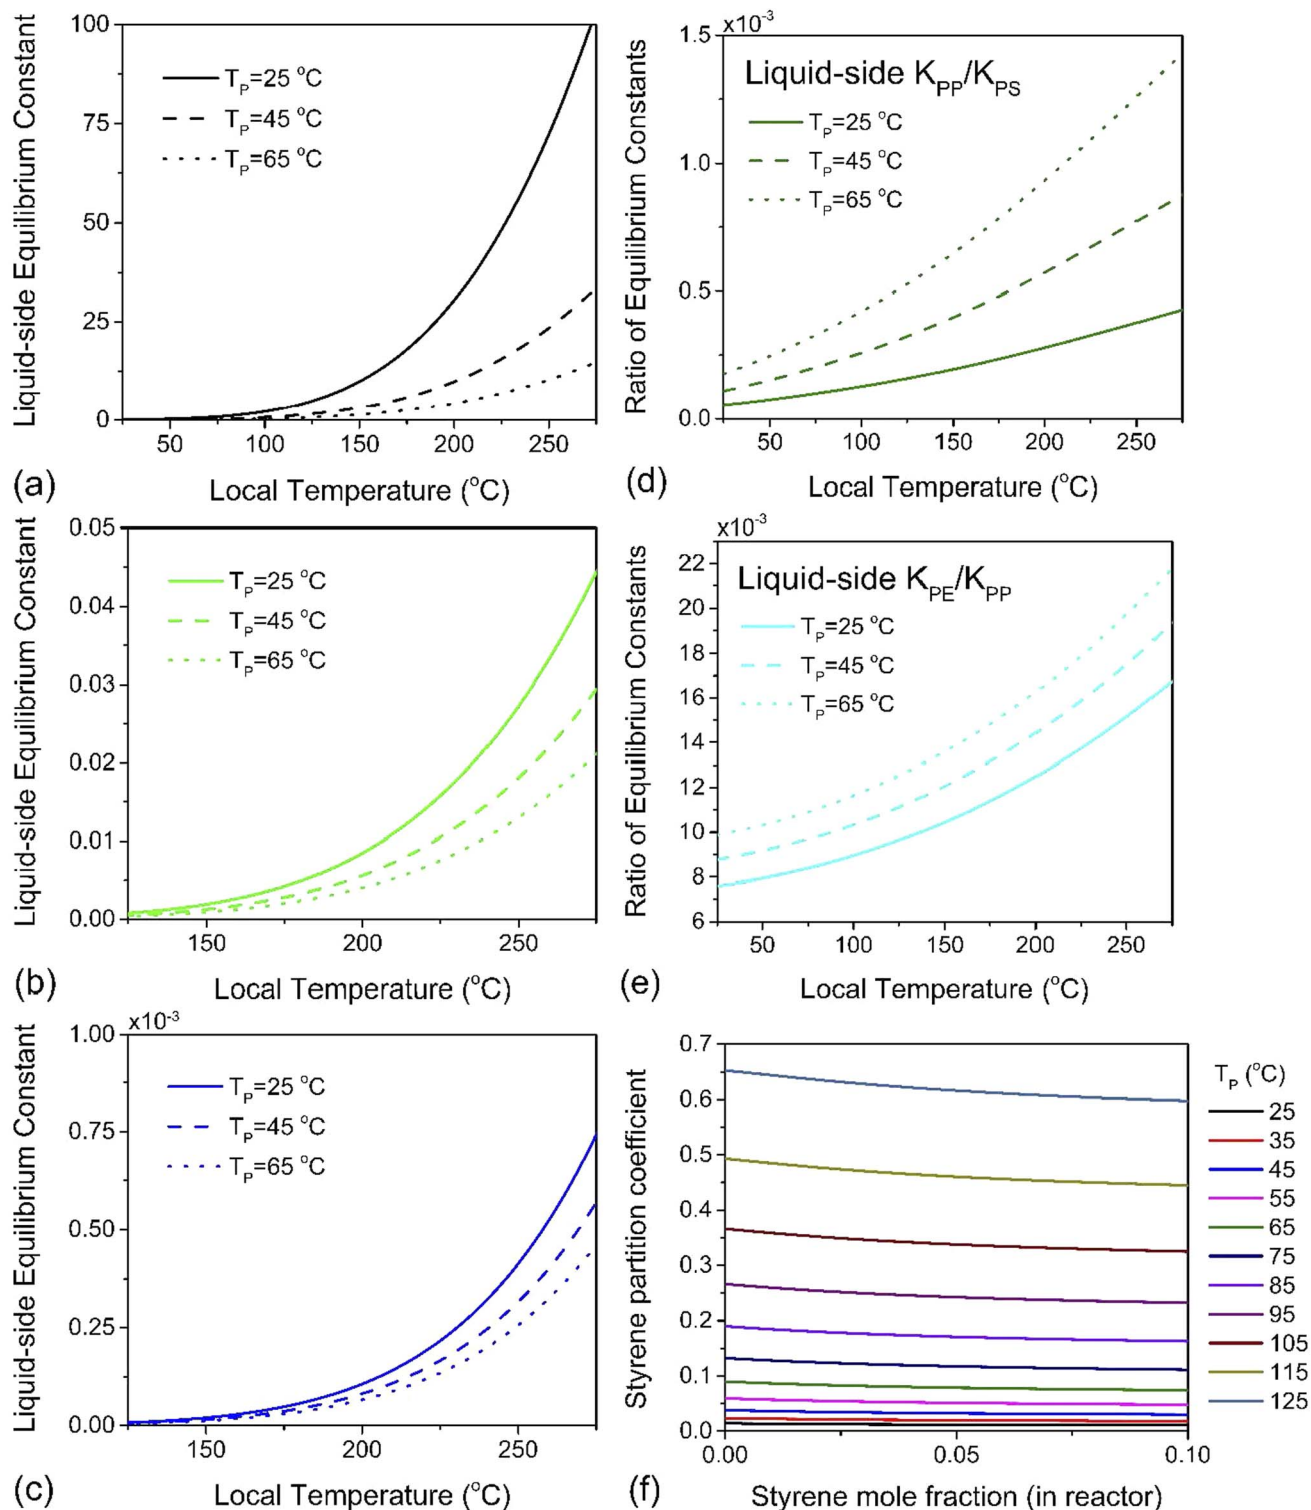 Liquid-side Equilibrium Constant
100
75
50
25
0
T_P=25 °C
T_P=45 °C
T_P=65 °C
50 100 150 200 250
(a) Local Temperature (°C)
Liquid-side Equilibrium Constant
0.05
0.04
0.03
0.02
0.01
0.00
T_P=25 °C
T_P=45 °C
T_P=65 °C
150 200 250
(b) Local Temperature (°C)
x10⁻³
Liquid-side Equilibrium Constant
1.00
0.75
0.50
0.25
0.00
T_P=25 °C
T_P=45 °C
T_P=65 °C
150 200 250
(c) Local Temperature (°C)
x10⁻³
Ratio of Equilibrium Constants
1.5
1.0
0.5
0.0
Liquid-side K_PP/K_PS
T_P=25 °C
T_P=45 °C
T_P=65 °C
50 100 150 200 250
(d) Local Temperature (°C)
x10⁻³
Ratio of Equilibrium Constants
22
20
18
16
14
12
10
8
6
Liquid-side K_PE/K_PP
T_P=25 °C
T_P=45 °C
T_P=65 °C
50 100 150 200 250
(e) Local Temperature (°C)
Styrene partition coefficient
0.7
0.6
0.5
0.4
0.3
0.2
0.1
0.0
0.00 0.05 0.10
(f) Styrene mole fraction (in reactor)
T_P (°C)
25
35
45
55
65
75
85
95
105
115
125